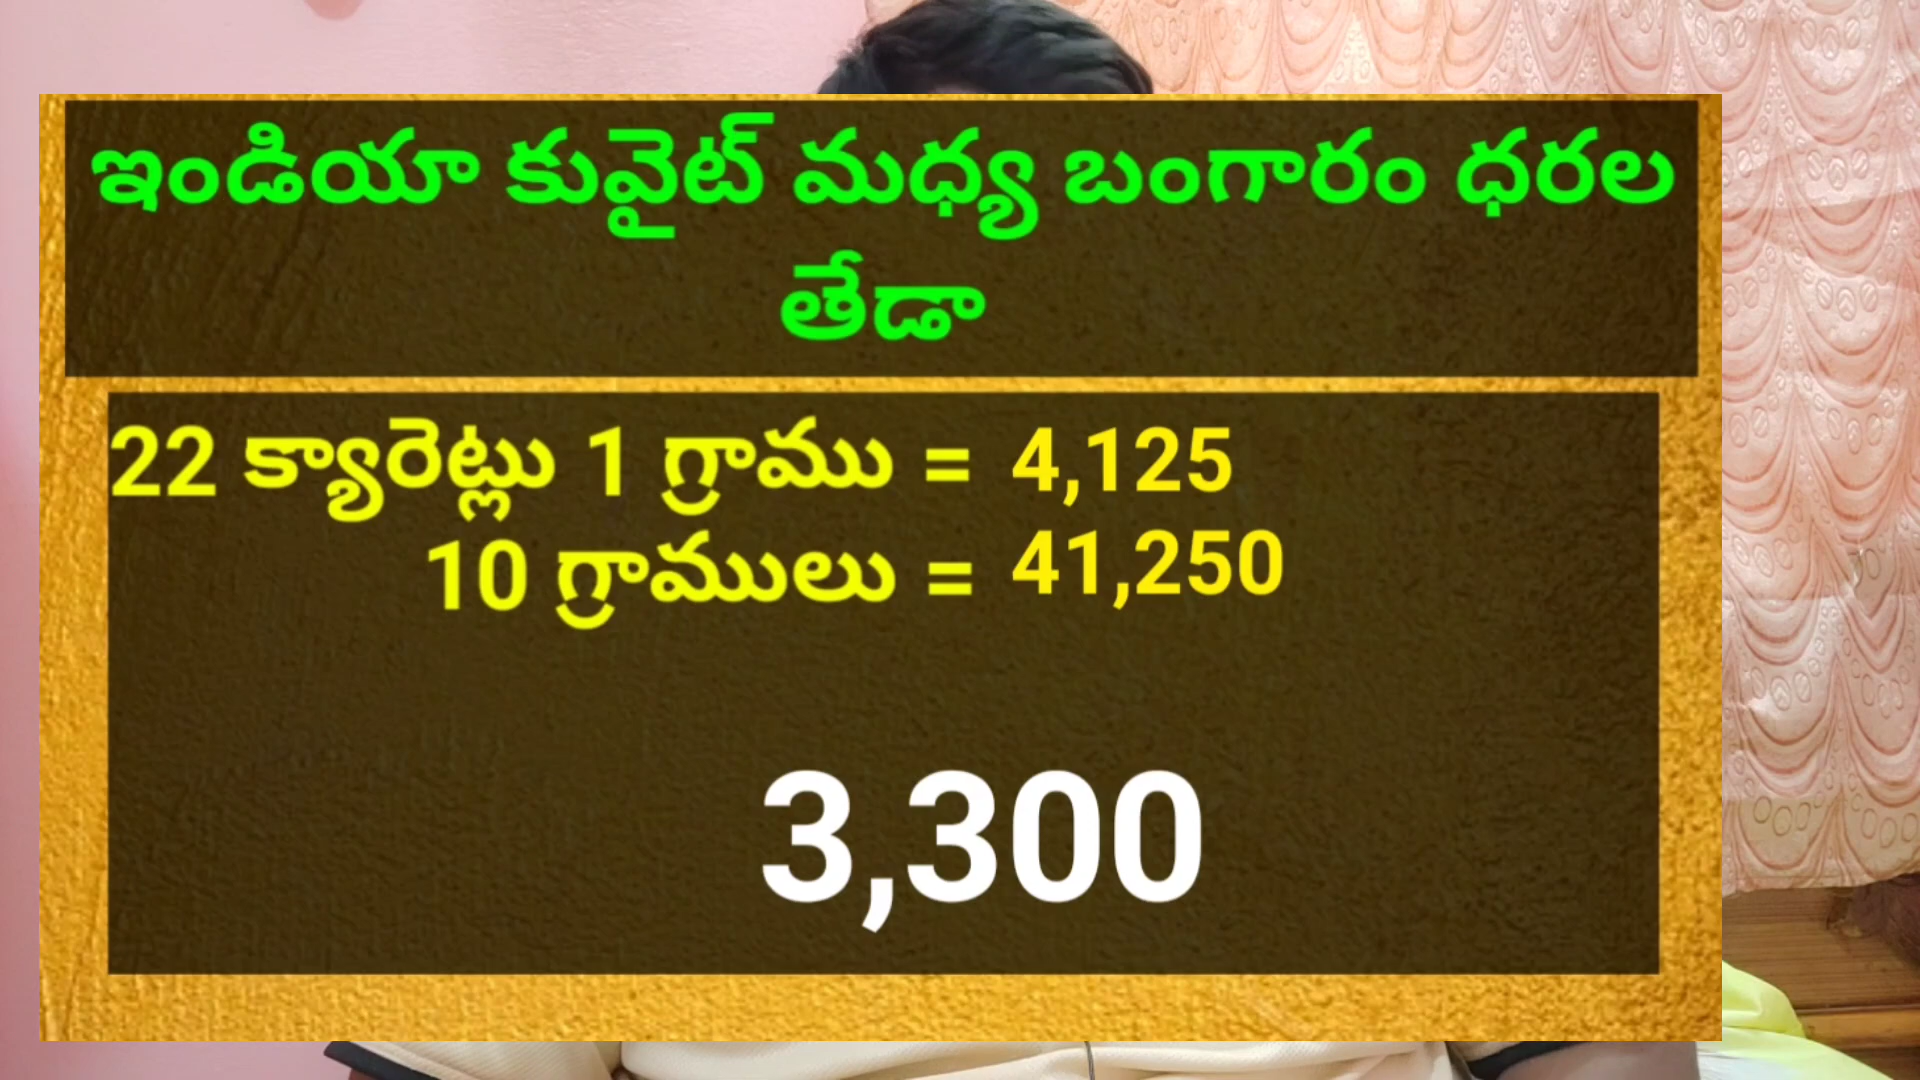 ఇండియా కువైట్ మధ్య బంగారం ధరల
తేడా
22 క్యారెట్లు 1 గ్రాము = 4,125
10 గ్రాములు = 41,250
3,300